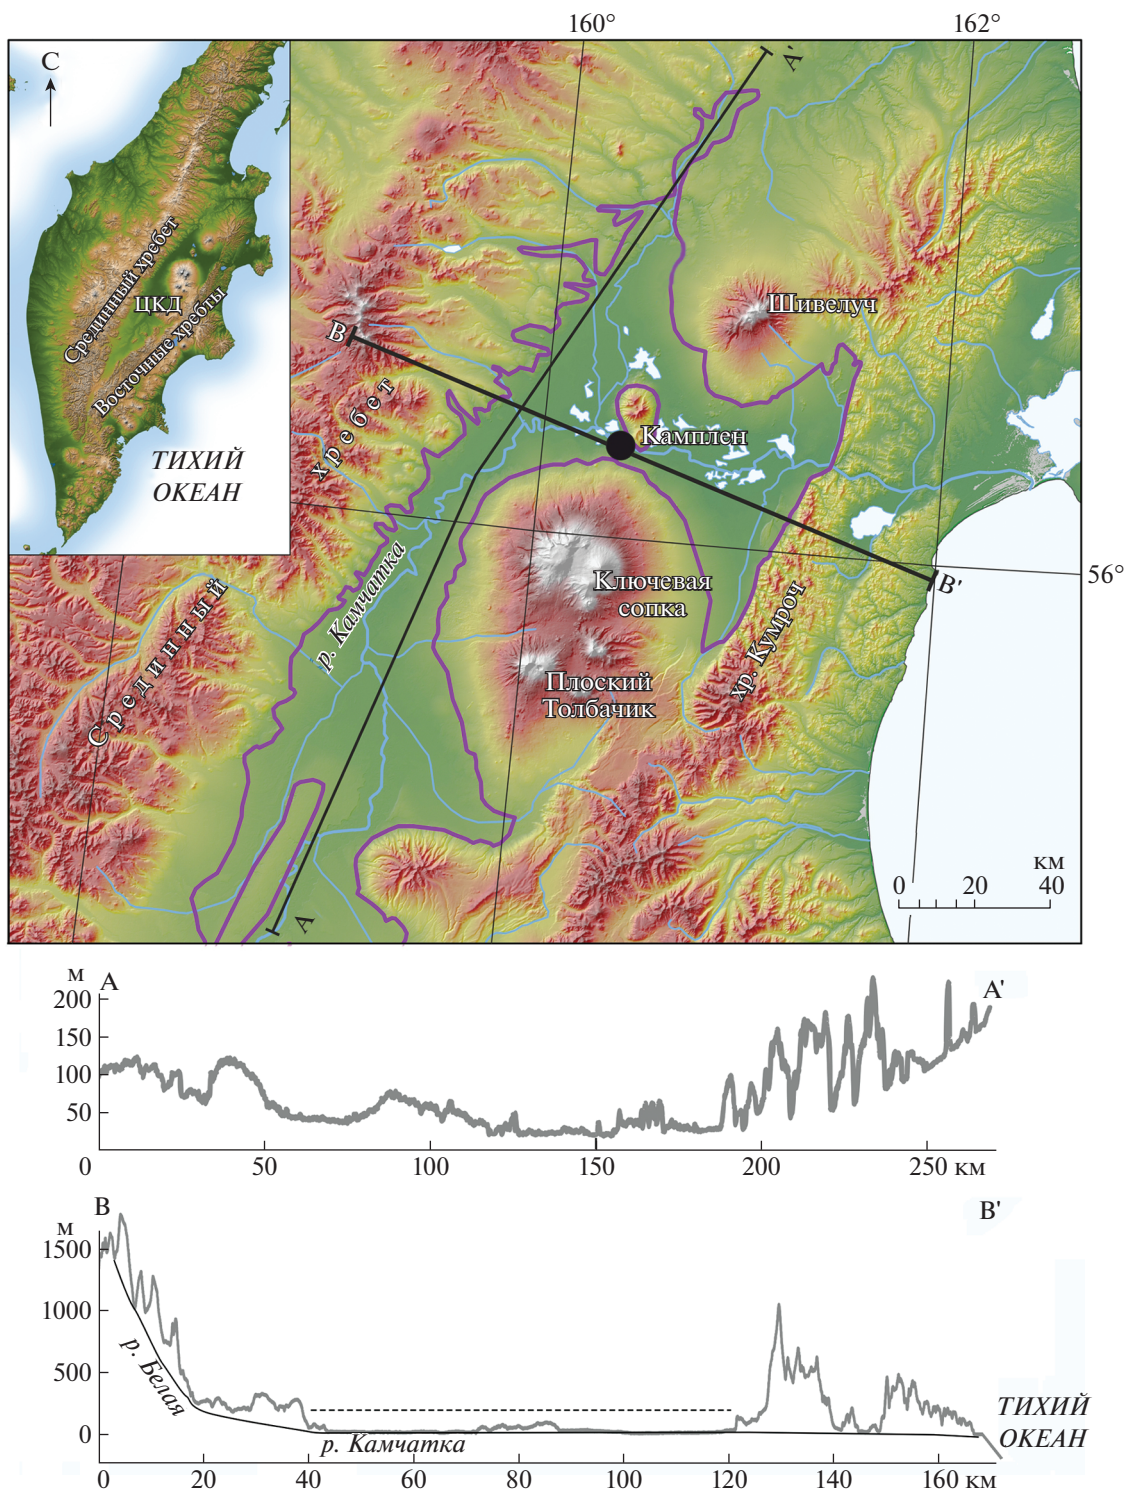 160°
162°
С
Срединный хребет
ЦКД
Восточные хребты
ТИХИЙ
ОКЕАН
A'
Шивелуч
B
хребет
Камплен
Ключевая
сопка
56°
B'
р. Камчатка
хр. Кумроч
Срединный
Плоский
Толбачик
км
0 20 40
A
м A A'
200
150
100
50
0 50 100 150 200 250 км
B B'
м
1500
1000
500
0
р. Белая
р. Камчатка
ТИХИЙ
ОКЕАН
0 20 40 60 80 100 120 140 160 км